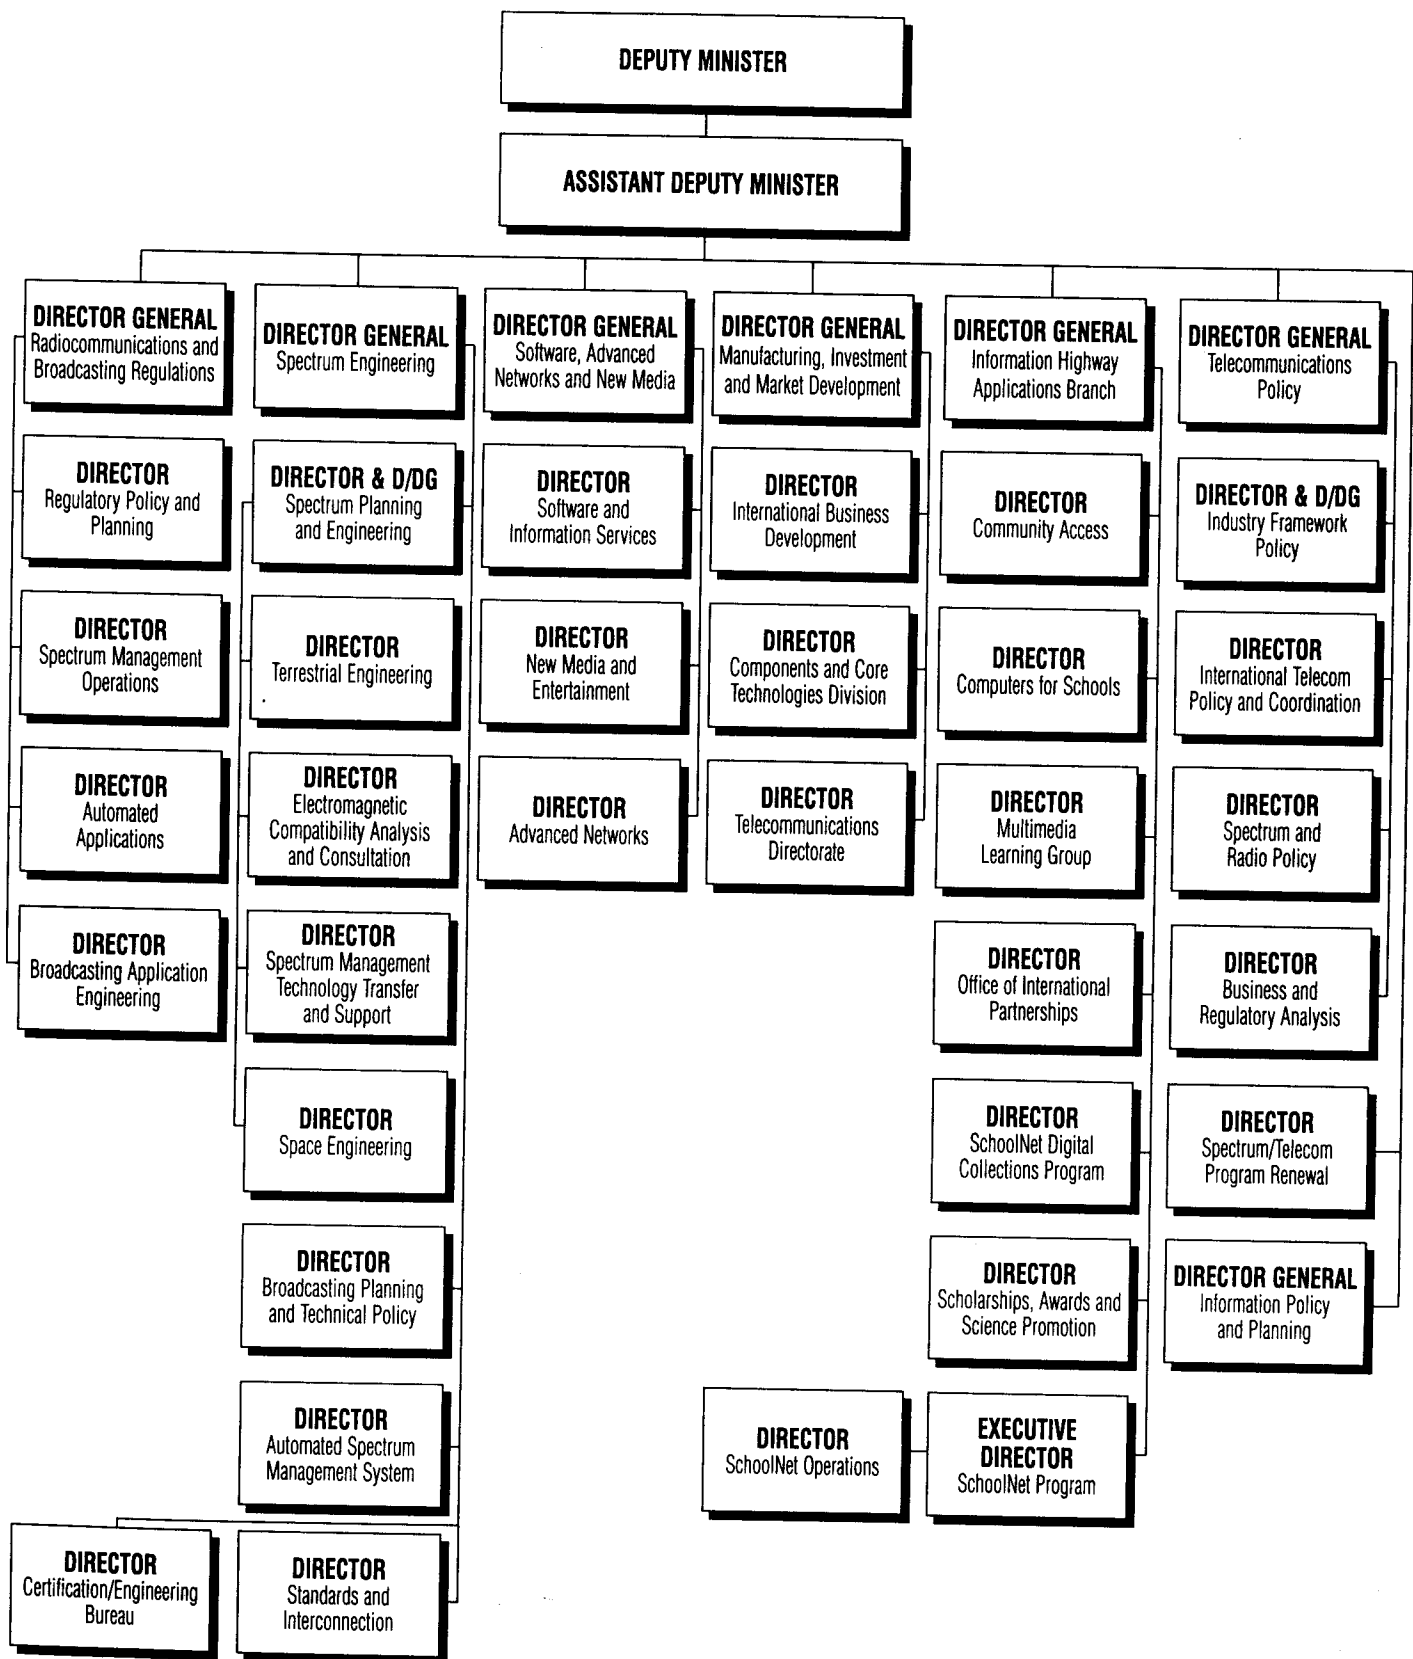 DEPUTY MINISTER
ASSISTANT DEPUTY MINISTER
DIRECTOR GENERAL
Radiocommunications and
Broadcasting Regulations
DIRECTOR
Regulatory Policy and
Planning
DIRECTOR
Spectrum Management
Operations
DIRECTOR
Automated
Applications
DIRECTOR
Broadcasting Application
Engineering
DIRECTOR GENERAL
Spectrum Engineering
DIRECTOR & D/DG
Spectrum Planning
and Engineering
DIRECTOR
Terrestrial Engineering
DIRECTOR
Electromagnetic
Compatibility Analysis
and Consultation
DIRECTOR
Spectrum Management
Technology Transfer
and Support
DIRECTOR
Space Engineering
DIRECTOR
Broadcasting Planning
and Technical Policy
DIRECTOR
Automated Spectrum
Management System
DIRECTOR
Certification/Engineering
Bureau
DIRECTOR
Standards and
Interconnection
DIRECTOR GENERAL
Software, Advanced
Networks and New Media
DIRECTOR
Software and
Information Services
DIRECTOR
New Media and
Entertainment
DIRECTOR
Advanced Networks
DIRECTOR GENERAL
Manufacturing, Investment
and Market Development
DIRECTOR
International Business
Development
DIRECTOR
Components and Core
Technologies Division
DIRECTOR
Telecommunications
Directorate
DIRECTOR GENERAL
Information Highway
Applications Branch
DIRECTOR
Community Access
DIRECTOR
Computers for Schools
DIRECTOR
Multimedia
Learning Group
DIRECTOR
Office of International
Partnerships
DIRECTOR
SchoolNet Digital
Collections Program
DIRECTOR
Scholarships, Awards and
Science Promotion
EXECUTIVE
DIRECTOR
SchoolNet Program
DIRECTOR
SchoolNet Operations
DIRECTOR GENERAL
Telecommunications
Policy
DIRECTOR & D/DG
Industry Framework
Policy
DIRECTOR
International Telecom
Policy and Coordination
DIRECTOR
Spectrum and
Radio Policy
DIRECTOR
Business and
Regulatory Analysis
DIRECTOR
Spectrum/Telecom
Program Renewal
DIRECTOR GENERAL
Information Policy
and Planning